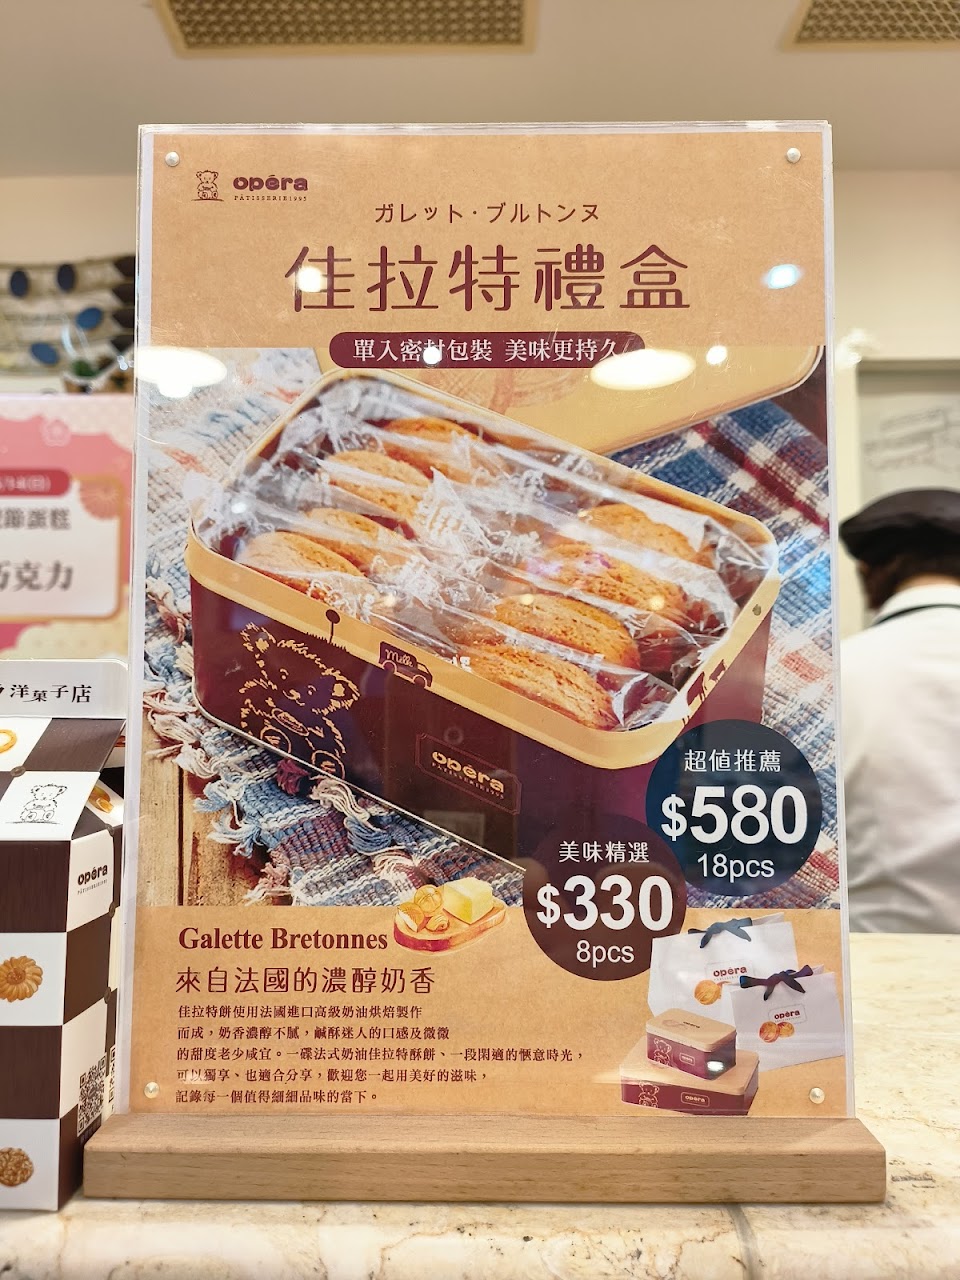 opéra
PÂTISSERIE1995
ガレット・ブルトンヌ
佳拉特禮盒
單入密封包裝 美味更持久
Milk
opéra
PÂTISSERIE1995
超值推薦
$580
18pcs
美味精選
$330
8pcs
Galette Bretonnes
來自法國的濃醇奶香
佳拉特餅使用法國進口高級奶油烘焙製作
而成，奶香濃醇不膩，鹹酥迷人的口感及微微
的甜度老少咸宜。一碟法式奶油佳拉特酥餅、一段閑適的愜意時光，
可以獨享、也適合分享，歡迎您一起用美好的滋味，
記錄每一個值得細細品味的當下。
opéra
opéra
opéra
opéra
節蛋糕
巧克力
洋菓子店
opéra
PÂTISSERIE1995